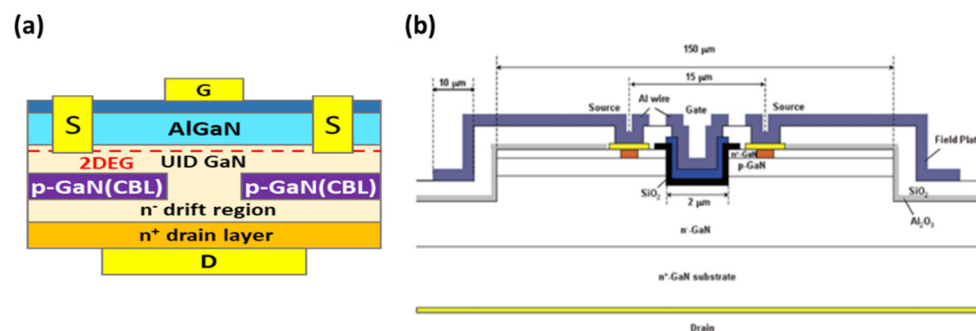 (a)
G
S
S
AlGaN
2DEG
UID GaN
p-GaN(CBL)
p-GaN(CBL)
n⁻ drift region
n⁺ drain layer
D
(b)
150 μm
10 μm
15 μm
Source
Al wire
Gate
Source
Field Plat
n⁺-GaN
p-GaN
SiO₂
2 μm
SiO₂
Al₂O₃
n⁻-GaN
n⁺-GaN substrate
Drain